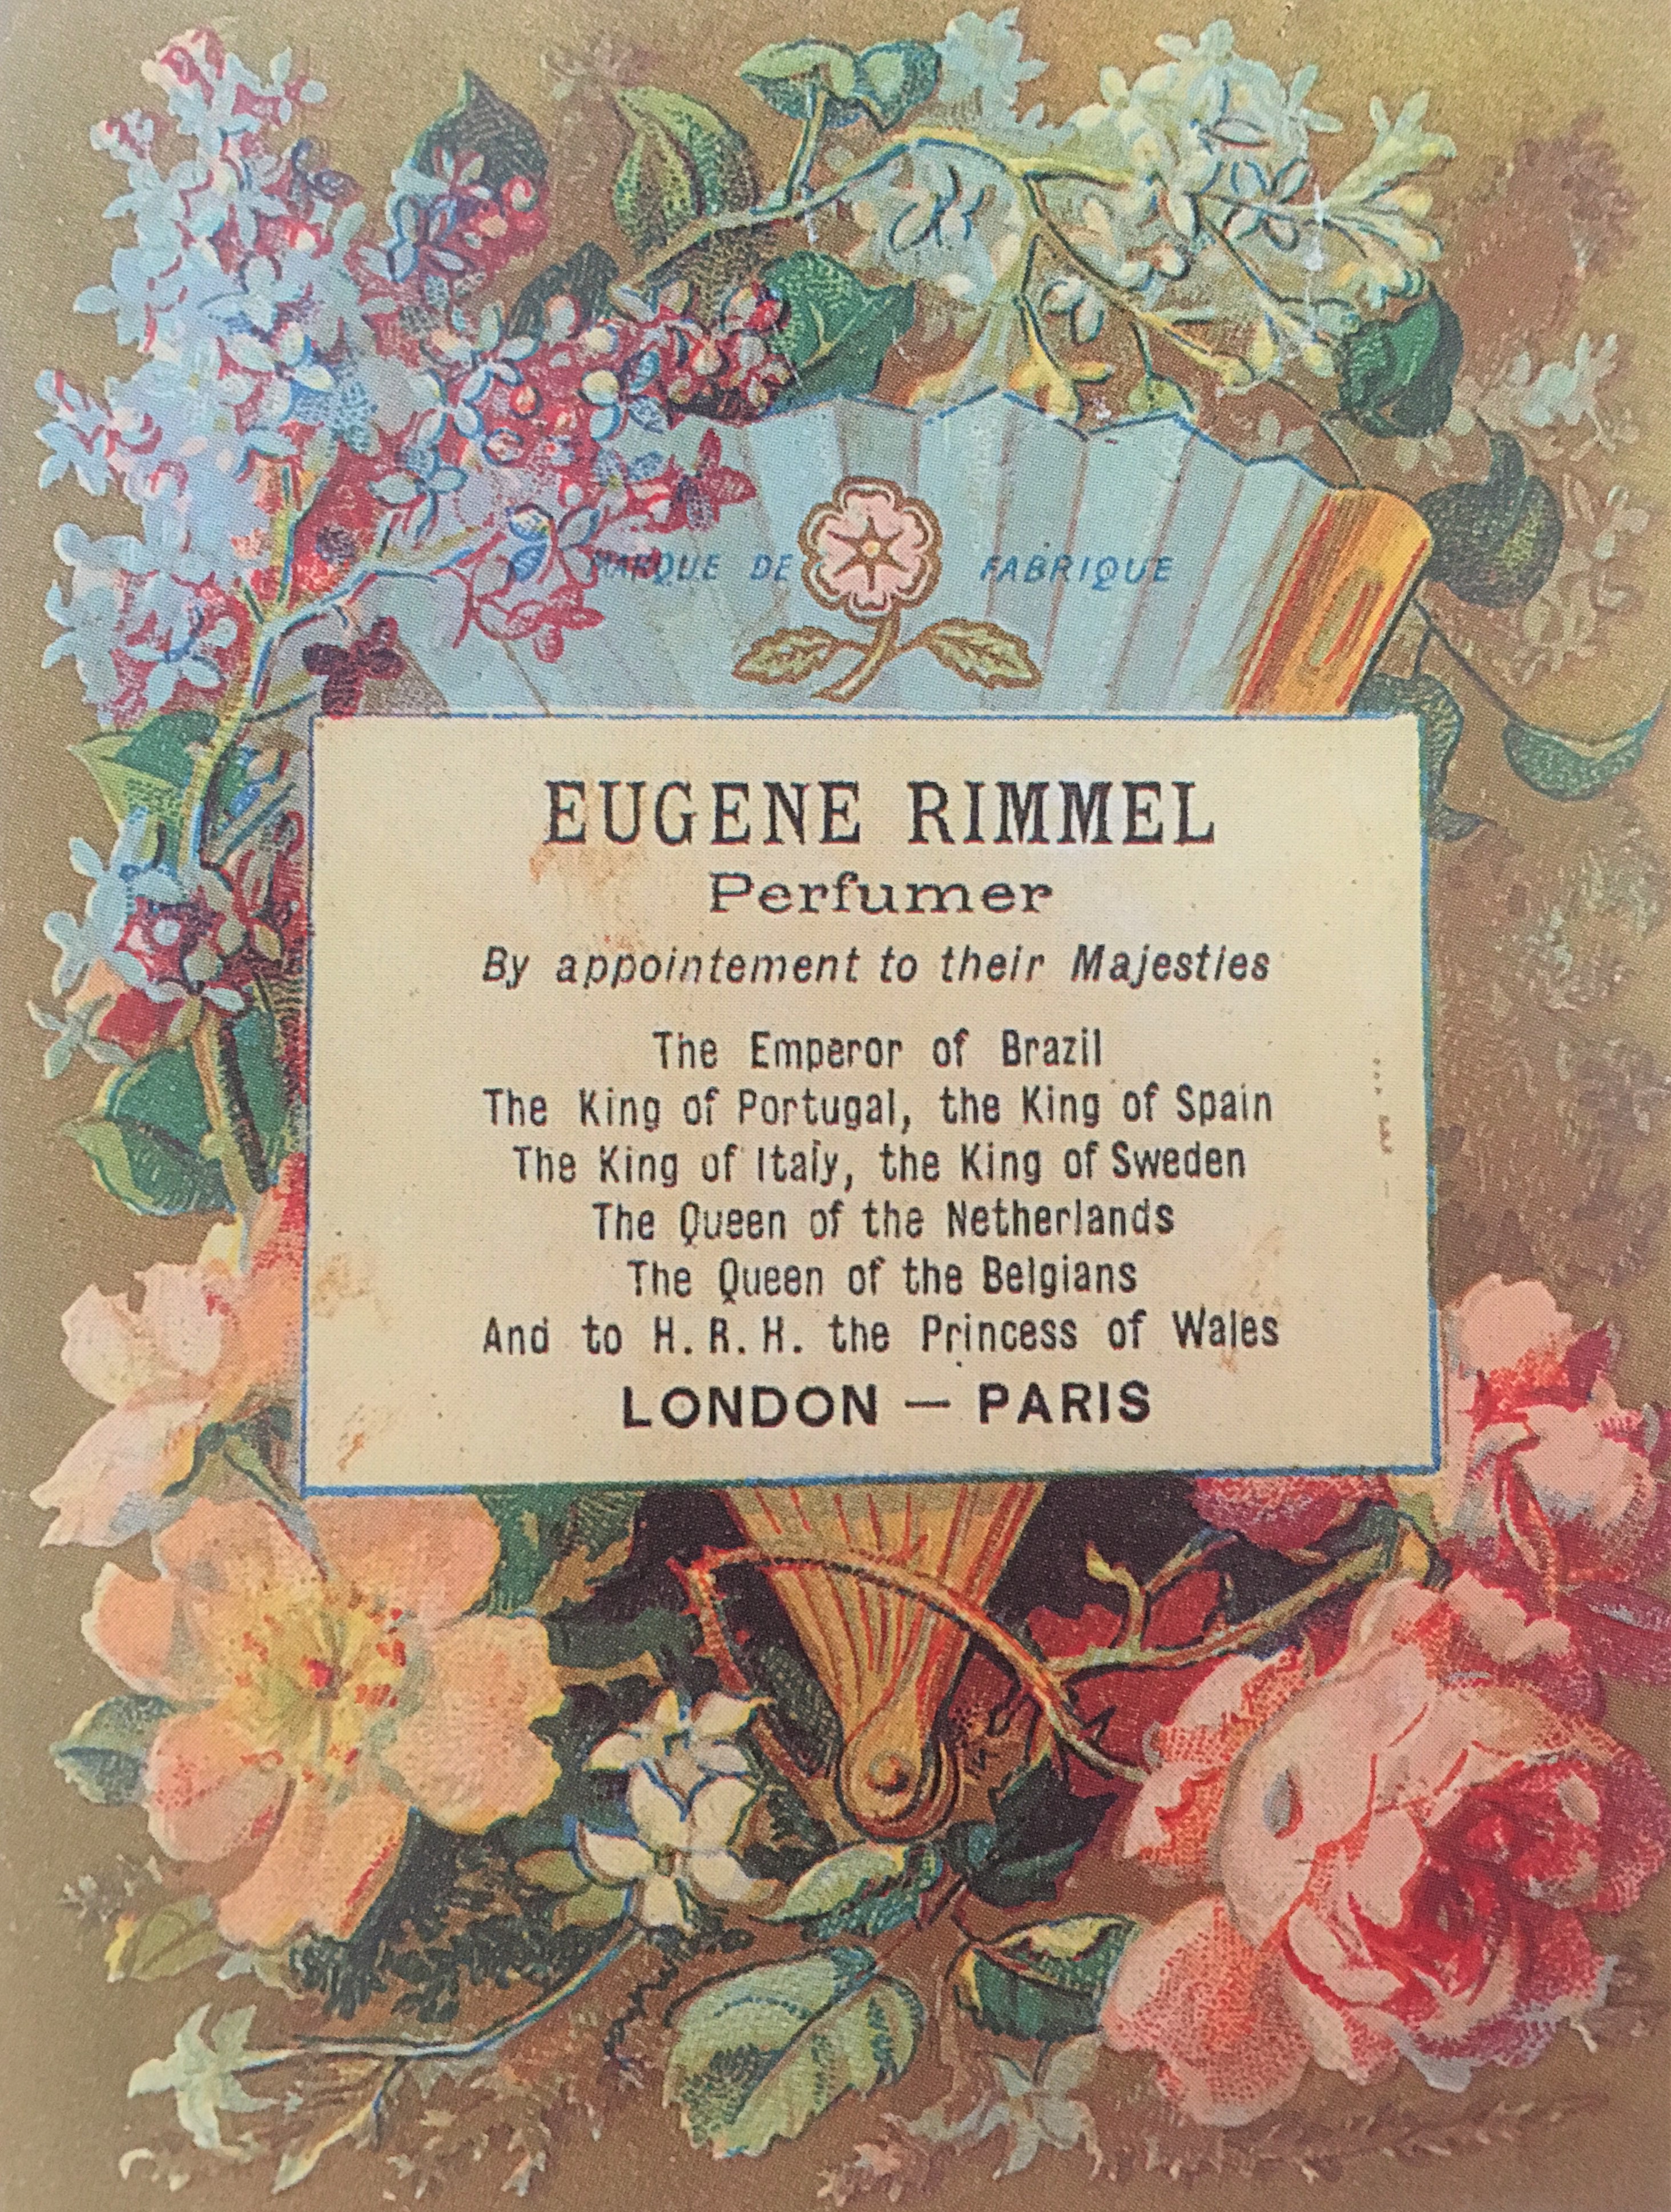 MARQUE DE FABRIQUE
EUGENE RIMMEL
Perfumer
By appointement to their Majesties
The Emperor of Brazil
The King of Portugal, the King of Spain
The King of Italy, the King of Sweden
The Queen of the Netherlands
The Queen of the Belgians
And to H. R. H. the Princess of Wales
LONDON — PARIS